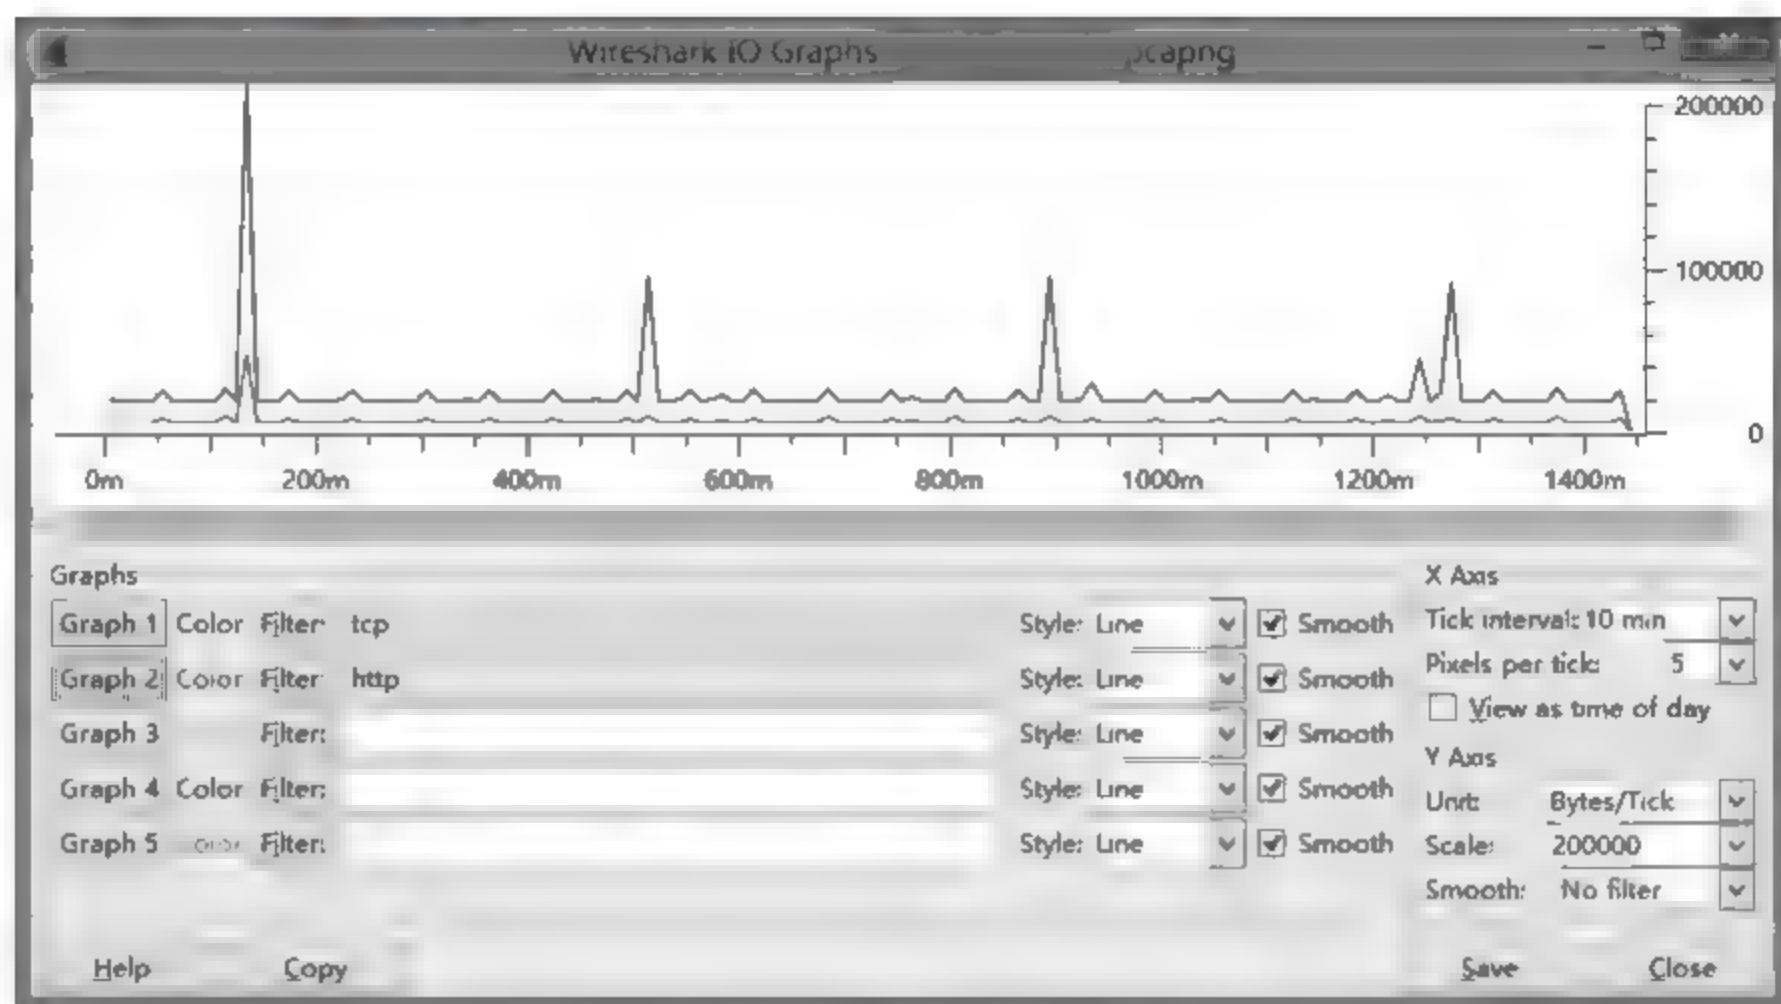 Wireshark IO Graphs pcapng
200000
100000
0
0m 200m 400m 600m 800m 1000m 1200m 1400m
Graphs
Graph 1 Color Filter: tcp Style: Line Smooth
Graph 2 Color Filter: http Style: Line Smooth
Graph 3 Filter: Style: Line Smooth
Graph 4 Color Filter: Style: Line Smooth
Graph 5 Color Filter: Style: Line Smooth
X Axis
Tick interval: 10 min
Pixels per tick: 5
View as time of day
Y Axis
Unit: Bytes/Tick
Scale: 200000
Smooth: No filter
Help Copy Save Close